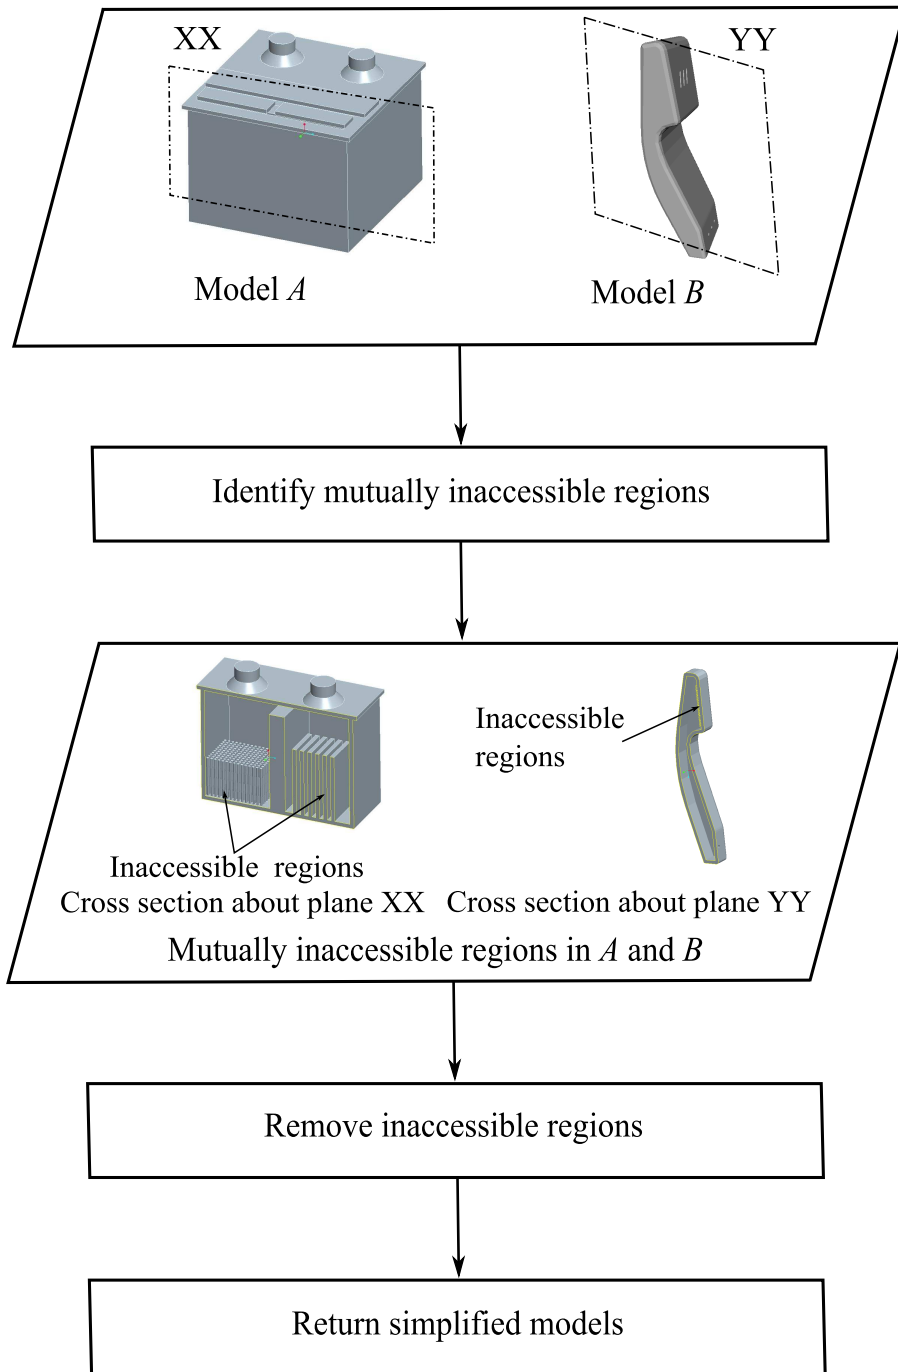 XX
YY
Model A
Model B
Identify mutually inaccessible regions
Inaccessible
regions
Inaccessible regions
Cross section about plane XX
Cross section about plane YY
Mutually inaccessible regions in A and B
Remove inaccessible regions
Return simplified models